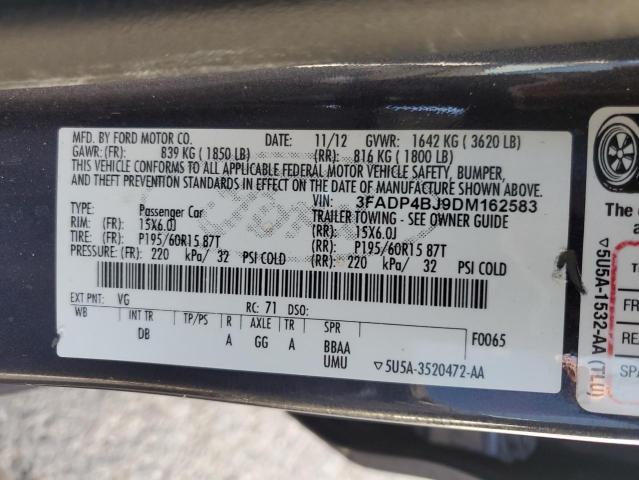 MFD. BY FORD MOTOR CO. DATE: 11/12 GVWR: 1642 KG ( 3620 LB)
GAWR: (FR): 839 KG ( 1850 LB) (RR): 816 KG ( 1800 LB)
THIS VEHICLE CONFORMS TO ALL APPLICABLE FEDERAL MOTOR VEHICLE SAFETY, BUMPER,
AND THEFT PREVENTION STANDARDS IN EFFECT ON THE DATE OF MANUFACTURE SHOWN ABOVE.
VIN: 3FADP4BJ9DM162583
TYPE: Passenger Car TRAILER TOWING - SEE OWNER GUIDE
RIM: (FR): 15X6.0J (RR): 15X6.0J
TIRE: (FR): P195/60R15 87T (RR): P195/60R15 87T
PRESSURE: (FR): 220 kPa/ 32 PSI COLD (RR): 220 kPa/ 32 PSI COLD
EXT PNT: VG RC: 71 DSO:
WB INT TR TP/PS R AXLE TR SPR F0065
DB A GG A BBAA
UMU ▽5U5A-3520472-AA
▽5U5A-1532-AA (TLU)
The
a
T
FR
REA
SPA